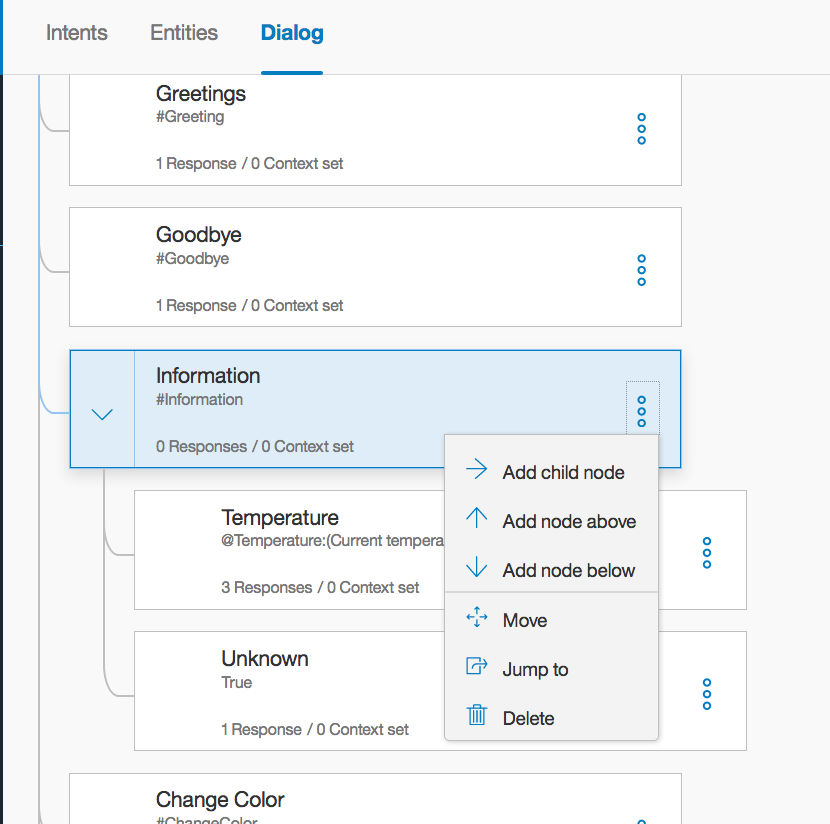 Intents Entities Dialog
Greetings
#Greeting
1 Response / 0 Context set
Goodbye
#Goodbye
1 Response / 0 Context set
Information
#Information
0 Responses / 0 Context set
Add child node
Add node above
Add node below
Move
Jump to
Delete
Temperature
@Temperature:(Current tempera
3 Responses / 0 Context set
Unknown
True
1 Response / 0 Context set
Change Color
#ChangeColor